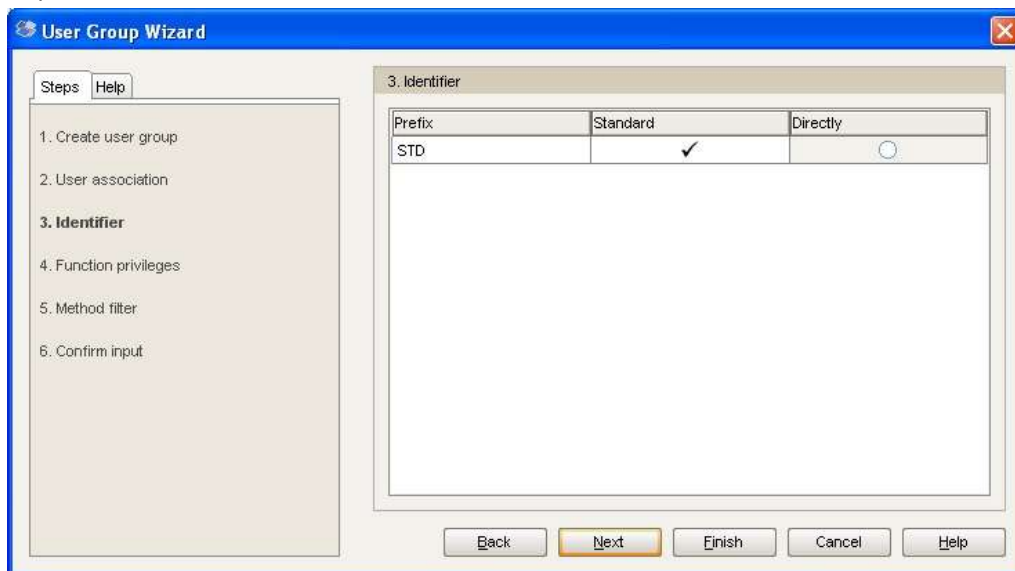 User Group Wizard
Steps Help
1. Create user group
2. User association
3. Identifier
4. Function privileges
5. Method filter
6. Confirm input
3. Identifier
Prefix Standard Directly
STD
Back Next Finish Cancel Help